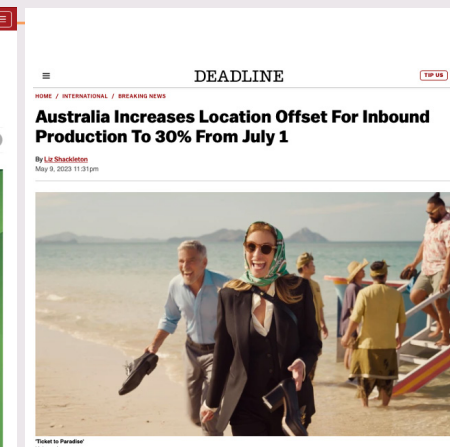 DEADLINE
TIP US
HOME / INTERNATIONAL / BREAKING NEWS
Australia Increases Location Offset For Inbound
Production To 30% From July 1
By Liz Shackleton
May 9, 2023 11:31pm
'Ticket to Paradise'